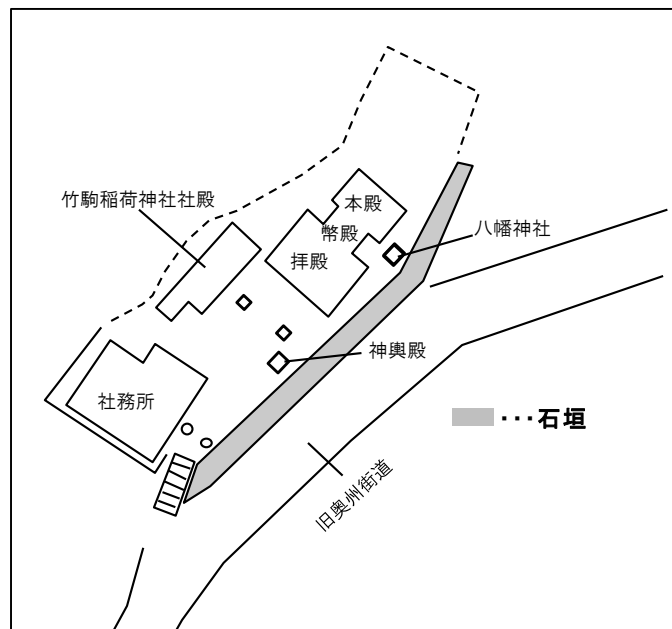 本殿
竹駒稲荷神社社殿
幣殿
八幡神社
拝殿
神輿殿
社務所
・・・石垣
旧奥州街道